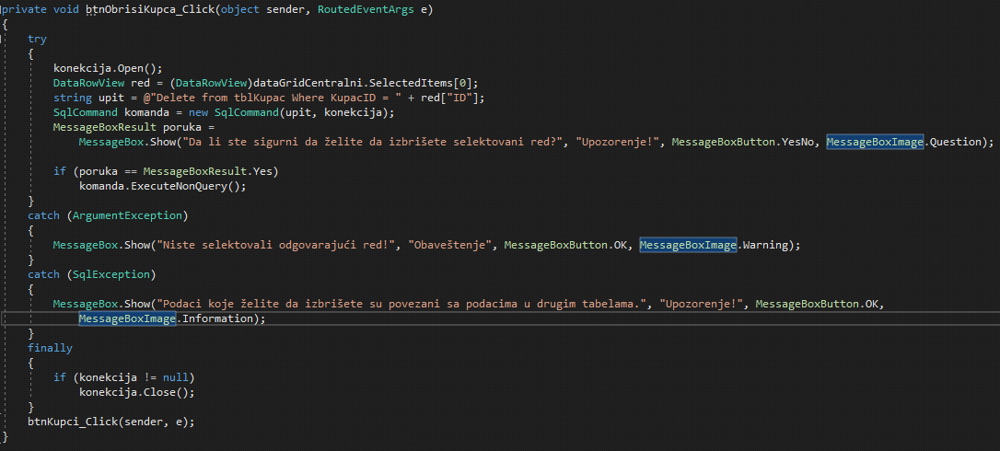 private void btnObrisiKupca_Click(object sender, RoutedEventArgs e)
{
    try
    {
        konekcija.Open();
        DataRowView red = (DataRowView)dataGridCentralni.SelectedItems[0];
        string upit = @"Delete from tblKupac Where KupacID = " + red["ID"];
        SqlCommand komanda = new SqlCommand(upit, konekcija);
        MessageBoxResult poruka =
            MessageBox.Show("Da li ste sigurni da želite da izbrišete selektovani red?", "Upozorenje!", MessageBoxButton.YesNo, MessageBoxImage.Question);

        if (poruka == MessageBoxResult.Yes)
            komanda.ExecuteNonQuery();
    }
    catch (ArgumentException)
    {
        MessageBox.Show("Niste selektovali odgovarajući red!", "Obaveštenje", MessageBoxButton.OK, MessageBoxImage.Warning);
    }
    catch (SqlException)
    {
        MessageBox.Show("Podaci koje želite da izbrišete su povezani sa podacima u drugim tabelama.", "Upozorenje!", MessageBoxButton.OK,
            MessageBoxImage.Information);
    }
    finally
    {
        if (konekcija != null)
            konekcija.Close();
    }
    btnKupci_Click(sender, e);
}